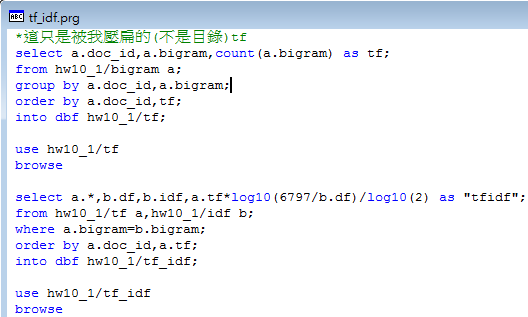 ABC tf_idf.prg
*這只是被我壓扁的(不是目錄)tf
select a.doc_id,a.bigram,count(a.bigram) as tf;
from hw10_1/bigram a;
group by a.doc_id,a.bigram;
order by a.doc_id,tf;
into dbf hw10_1/tf;
use hw10_1/tf
browse
select a.*,b.df,b.idf,a.tf*log10(6797/b.df)/log10(2) as "tfidf";
from hw10_1/tf a,hw10_1/idf b;
where a.bigram=b.bigram;
order by a.doc_id,a.tf;
into dbf hw10_1/tf_idf;
use hw10_1/tf_idf
browse